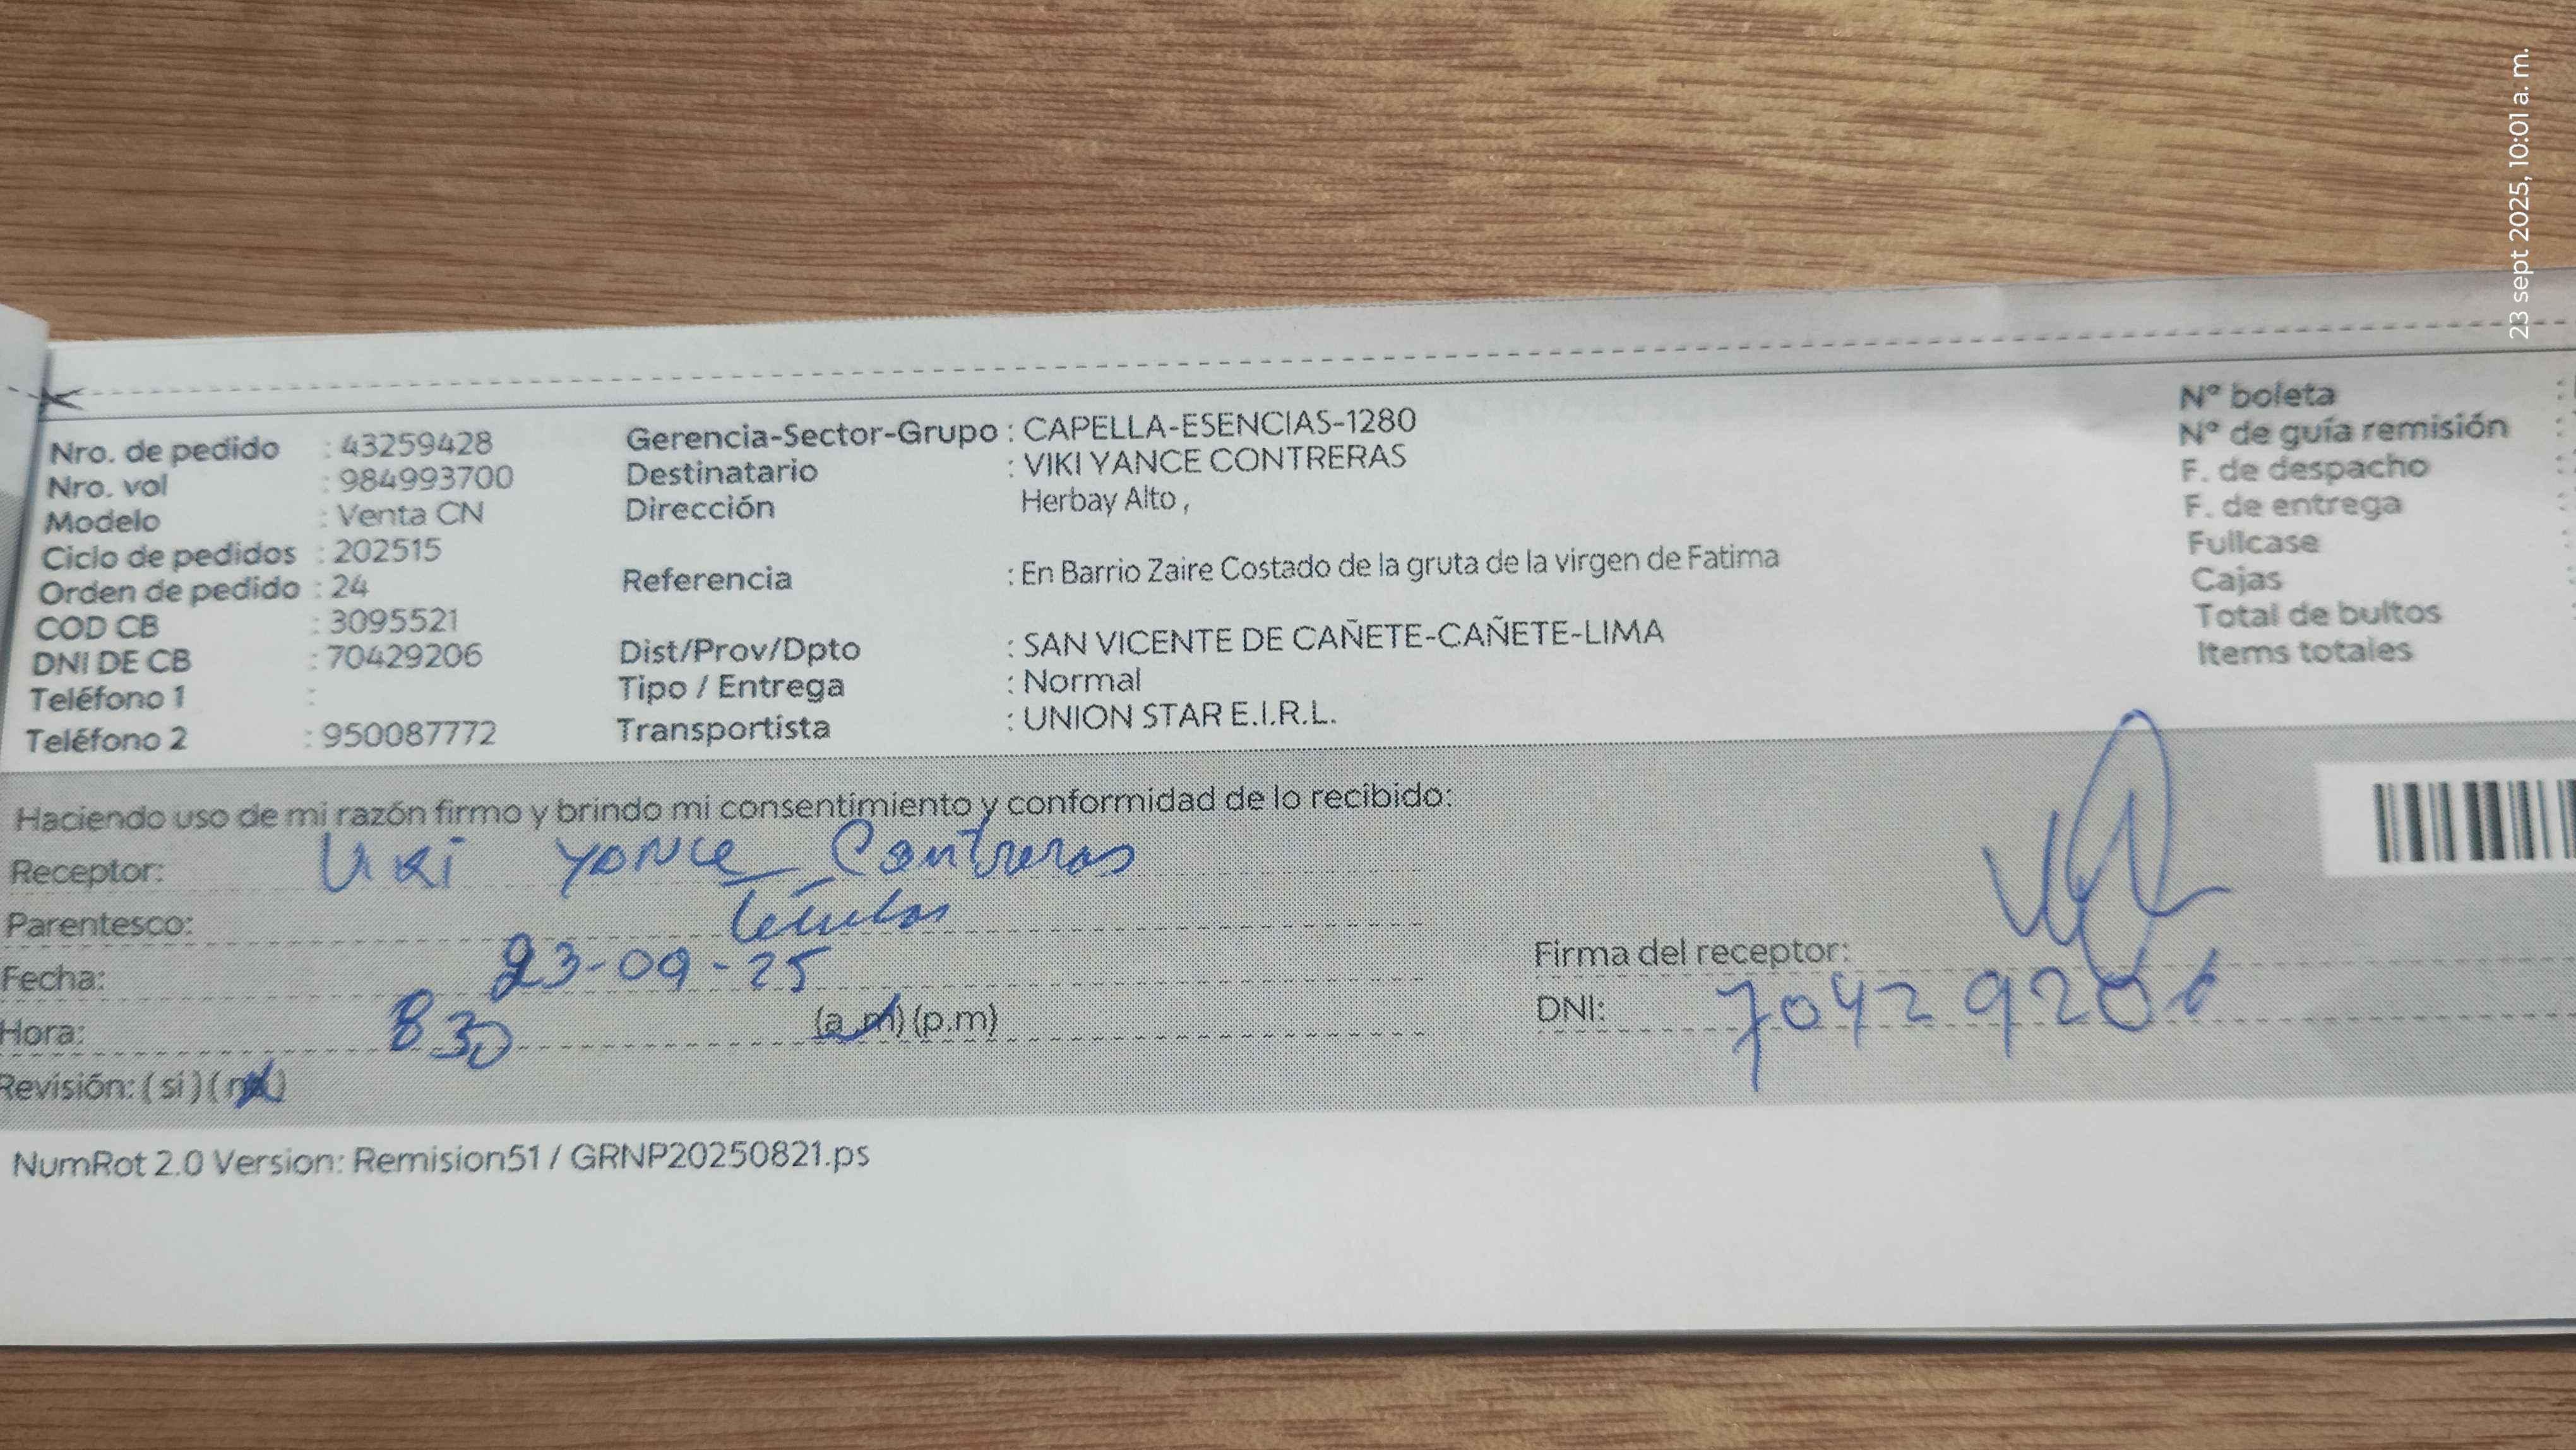 23 sept 2025, 10:01 a. m.
Nro. de pedido : 43259428
Nro. vol : 984993700
Modelo : Venta CN
Ciclo de pedidos : 202515
Orden de pedido : 24
COD CB : 3095521
DNI DE CB : 70429206
Teléfono 1 :
Teléfono 2 : 950087772
Gerencia-Sector-Grupo : CAPELLA-ESENCIAS-1280
Destinatario : VIKI YANCE CONTRERAS
Dirección Herbay Alto ,
Referencia : En Barrio Zaire Costado de la gruta de la virgen de Fatima
Dist/Prov/Dpto : SAN VICENTE DE CAÑETE-CAÑETE-LIMA
Tipo / Entrega : Normal
Transportista : UNION STAR E.I.R.L.
Nº boleta :
Nº de guía remisión :
F. de despacho :
F. de entrega :
Fullcase :
Cajas :
Total de bultos
Items totales
Haciendo uso de mi razón firmo y brindo mi consentimiento y conformidad de lo recibido:
Receptor: Yance Contreras
Parentesco:
Fecha: 23-09-25
Hora: 830 (a.m) (p.m)
Revisión: ( si ) ( no )
Firma del receptor:
DNI: 70429206
NumRot 2.0 Version: Remision51 / GRNP20250821.ps